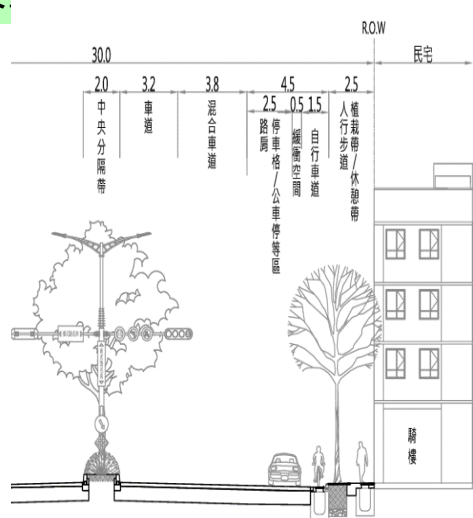 R.O.W
30.0
民宅
2.0
3.2
3.8
4.5
2.5
2.5
0.5
1.5
中央分隔帶
車道
混合車道
路肩
停車格/公車停等區
緩衝空間
自行車道
人行步道
植栽帶/休憩帶
騎樓